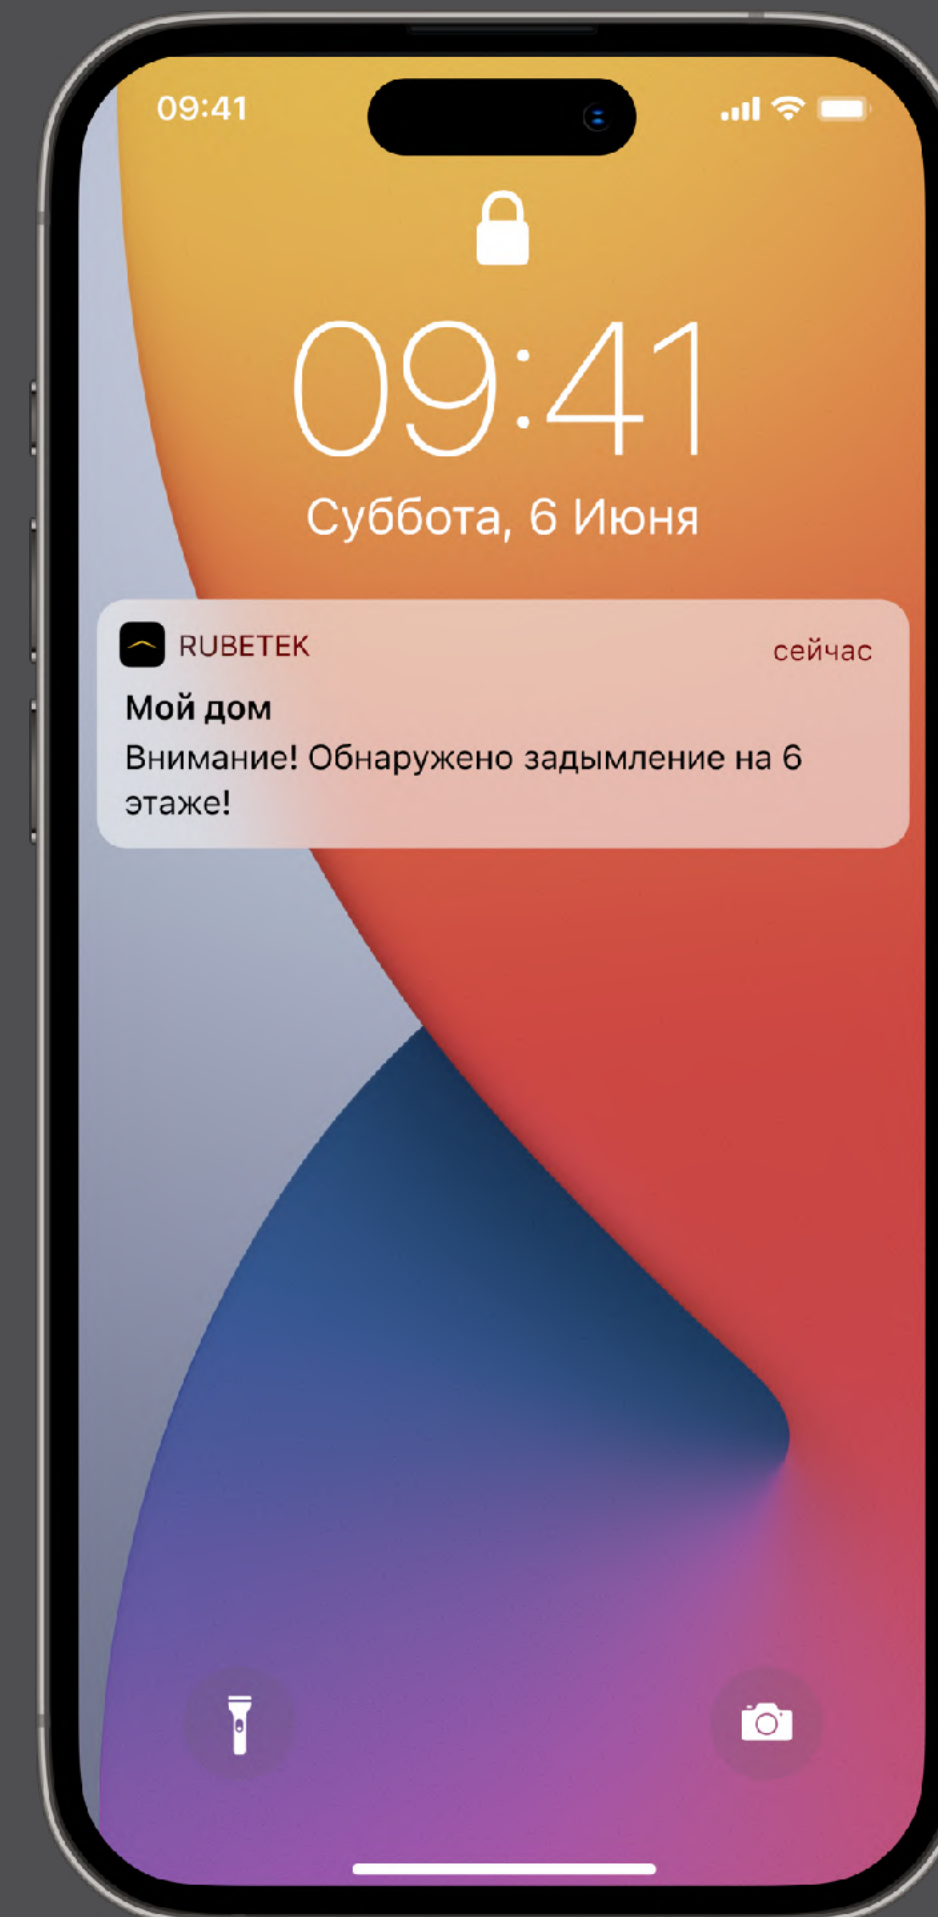 09:41
09:41
Суббота, 6 Июня
RUBETEK
сейчас
Мой дом
Внимание! Обнаружено задымление на 6
этаже!